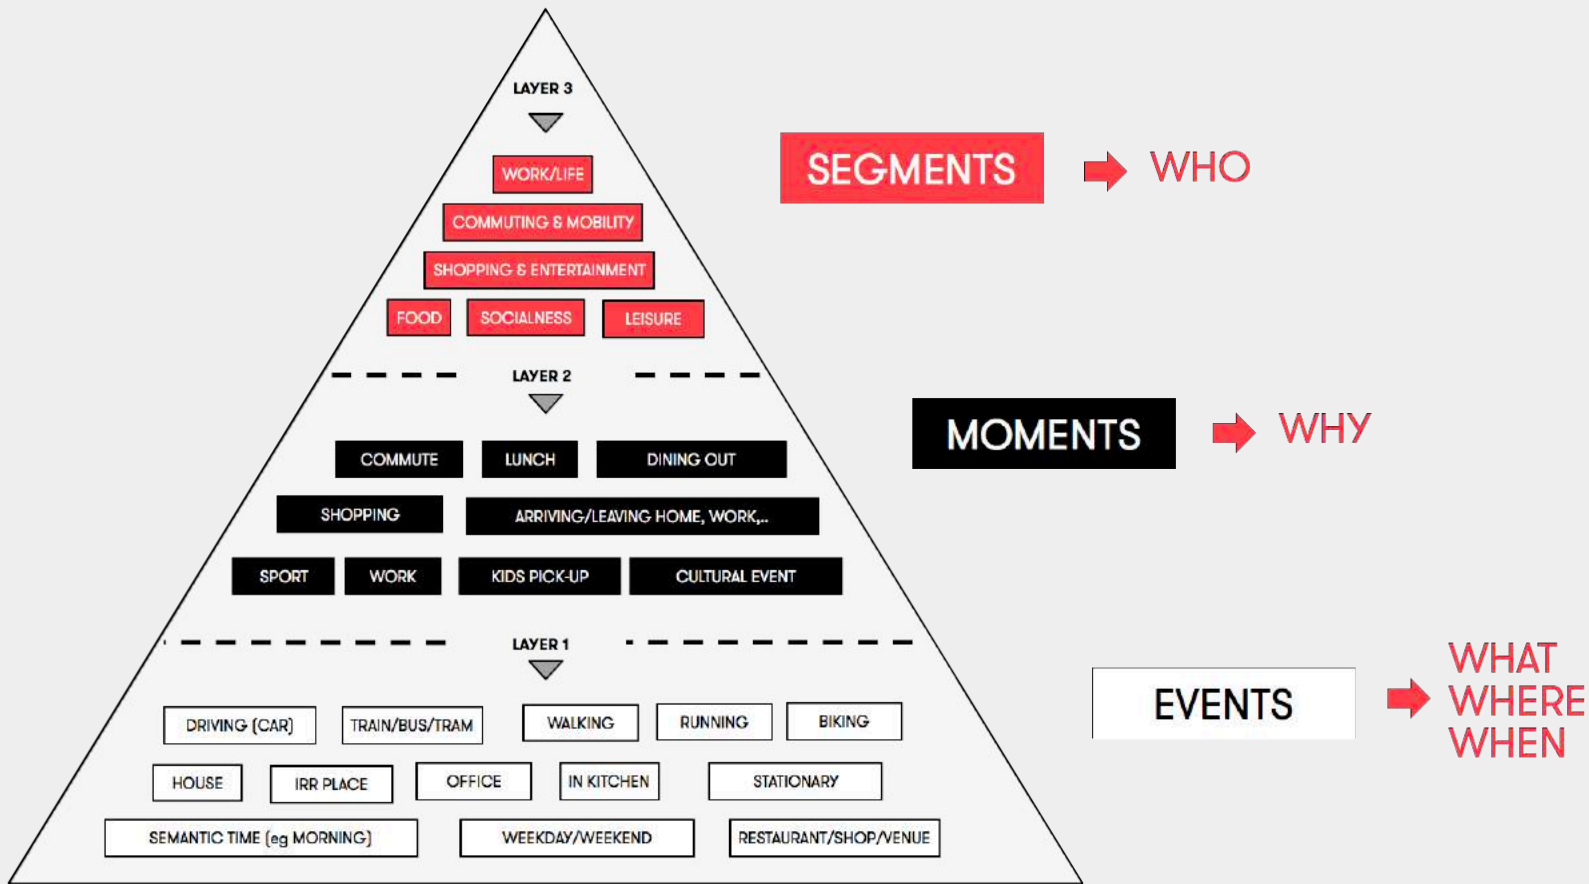 LAYER 3
WORK/LIFE
COMMUTING & MOBILITY
SHOPPING & ENTERTAINMENT
FOOD SOCIALNESS LEISURE
SEGMENTS WHO
LAYER 2
COMMUTE LUNCH DINING OUT
SHOPPING ARRIVING/LEAVING HOME, WORK,..
SPORT WORK KIDS PICK-UP CULTURAL EVENT
MOMENTS WHY
LAYER 1
DRIVING (CAR) TRAIN/BUS/TRAM WALKING RUNNING BIKING
HOUSE IRR PLACE OFFICE IN KITCHEN STATIONARY
SEMANTIC TIME (eg MORNING) WEEKDAY/WEEKEND RESTAURANT/SHOP/VENUE
EVENTS
WHAT
WHERE
WHEN